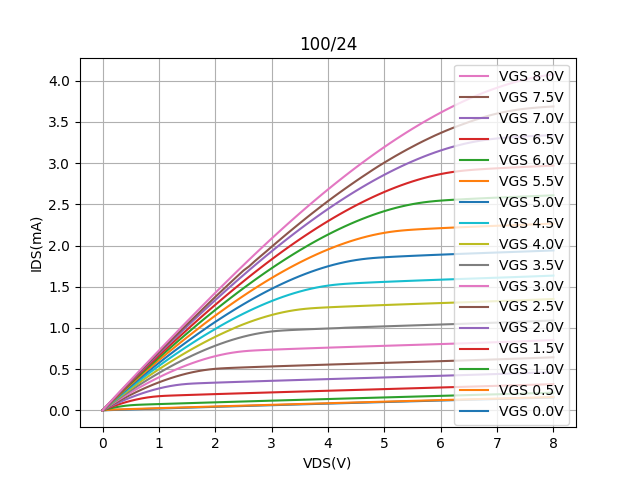 100/24
IDS(mA)
4.0
3.5
3.0
2.5
2.0
1.5
1.0
0.5
0.0
VGS 8.0V
VGS 7.5V
VGS 7.0V
VGS 6.5V
VGS 6.0V
VGS 5.5V
VGS 5.0V
VGS 4.5V
VGS 4.0V
VGS 3.5V
VGS 3.0V
VGS 2.5V
VGS 2.0V
VGS 1.5V
VGS 1.0V
VGS 0.5V
VGS 0.0V
0 1 2 3 4 5 6 7 8
VDS(V)